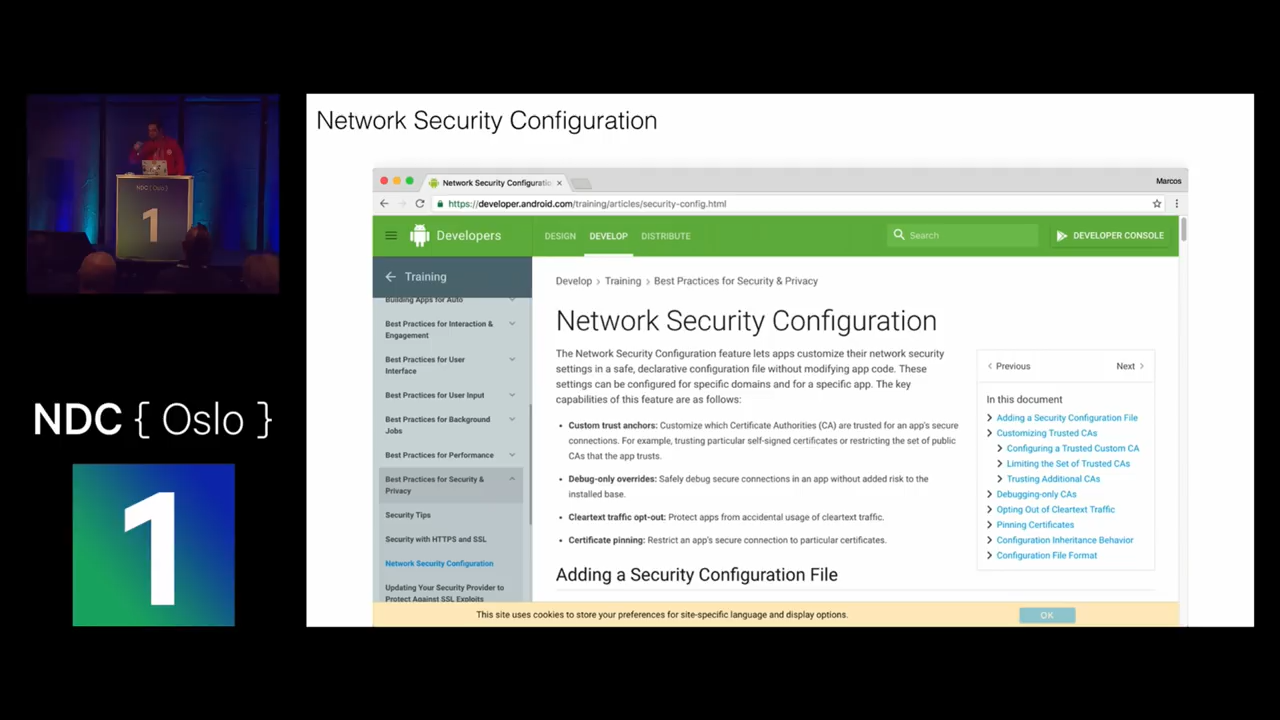 Network Security Configuration
NDC { Oslo }
1
NDC { Oslo }
1
Network Security Configuratio
Marcos
https://developer.android.com/training/articles/security-config.html
Developers
DESIGN
DEVELOP
DISTRIBUTE
Search
DEVELOPER CONSOLE
Training
Building Apps for Auto
Best Practices for Interaction &
Engagement
Best Practices for User
Interface
Best Practices for User Input
Best Practices for Background
Jobs
Best Practices for Performance
Best Practices for Security &
Privacy
Security Tips
Security with HTTPS and SSL
Network Security Configuration
Updating Your Security Provider to
Protect Against SSL Exploits
Develop › Training › Best Practices for Security & Privacy
Network Security Configuration
The Network Security Configuration feature lets apps customize their network security
settings in a safe, declarative configuration file without modifying app code. These
settings can be configured for specific domains and for a specific app. The key
capabilities of this feature are as follows:
• Custom trust anchors: Customize which Certificate Authorities (CA) are trusted for an app's secure
connections. For example, trusting particular self-signed certificates or restricting the set of public
CAs that the app trusts.
• Debug-only overrides: Safely debug secure connections in an app without added risk to the
installed base.
• Cleartext traffic opt-out: Protect apps from accidental usage of cleartext traffic.
• Certificate pinning: Restrict an app's secure connection to particular certificates.
Adding a Security Configuration File
‹ Previous
Next ›
In this document
Adding a Security Configuration File
Customizing Trusted CAs
Configuring a Trusted Custom CA
Limiting the Set of Trusted CAs
Trusting Additional CAs
Debugging-only CAs
Opting Out of Cleartext Traffic
Pinning Certificates
Configuration Inheritance Behavior
Configuration File Format
This site uses cookies to store your preferences for site-specific language and display options.
OK